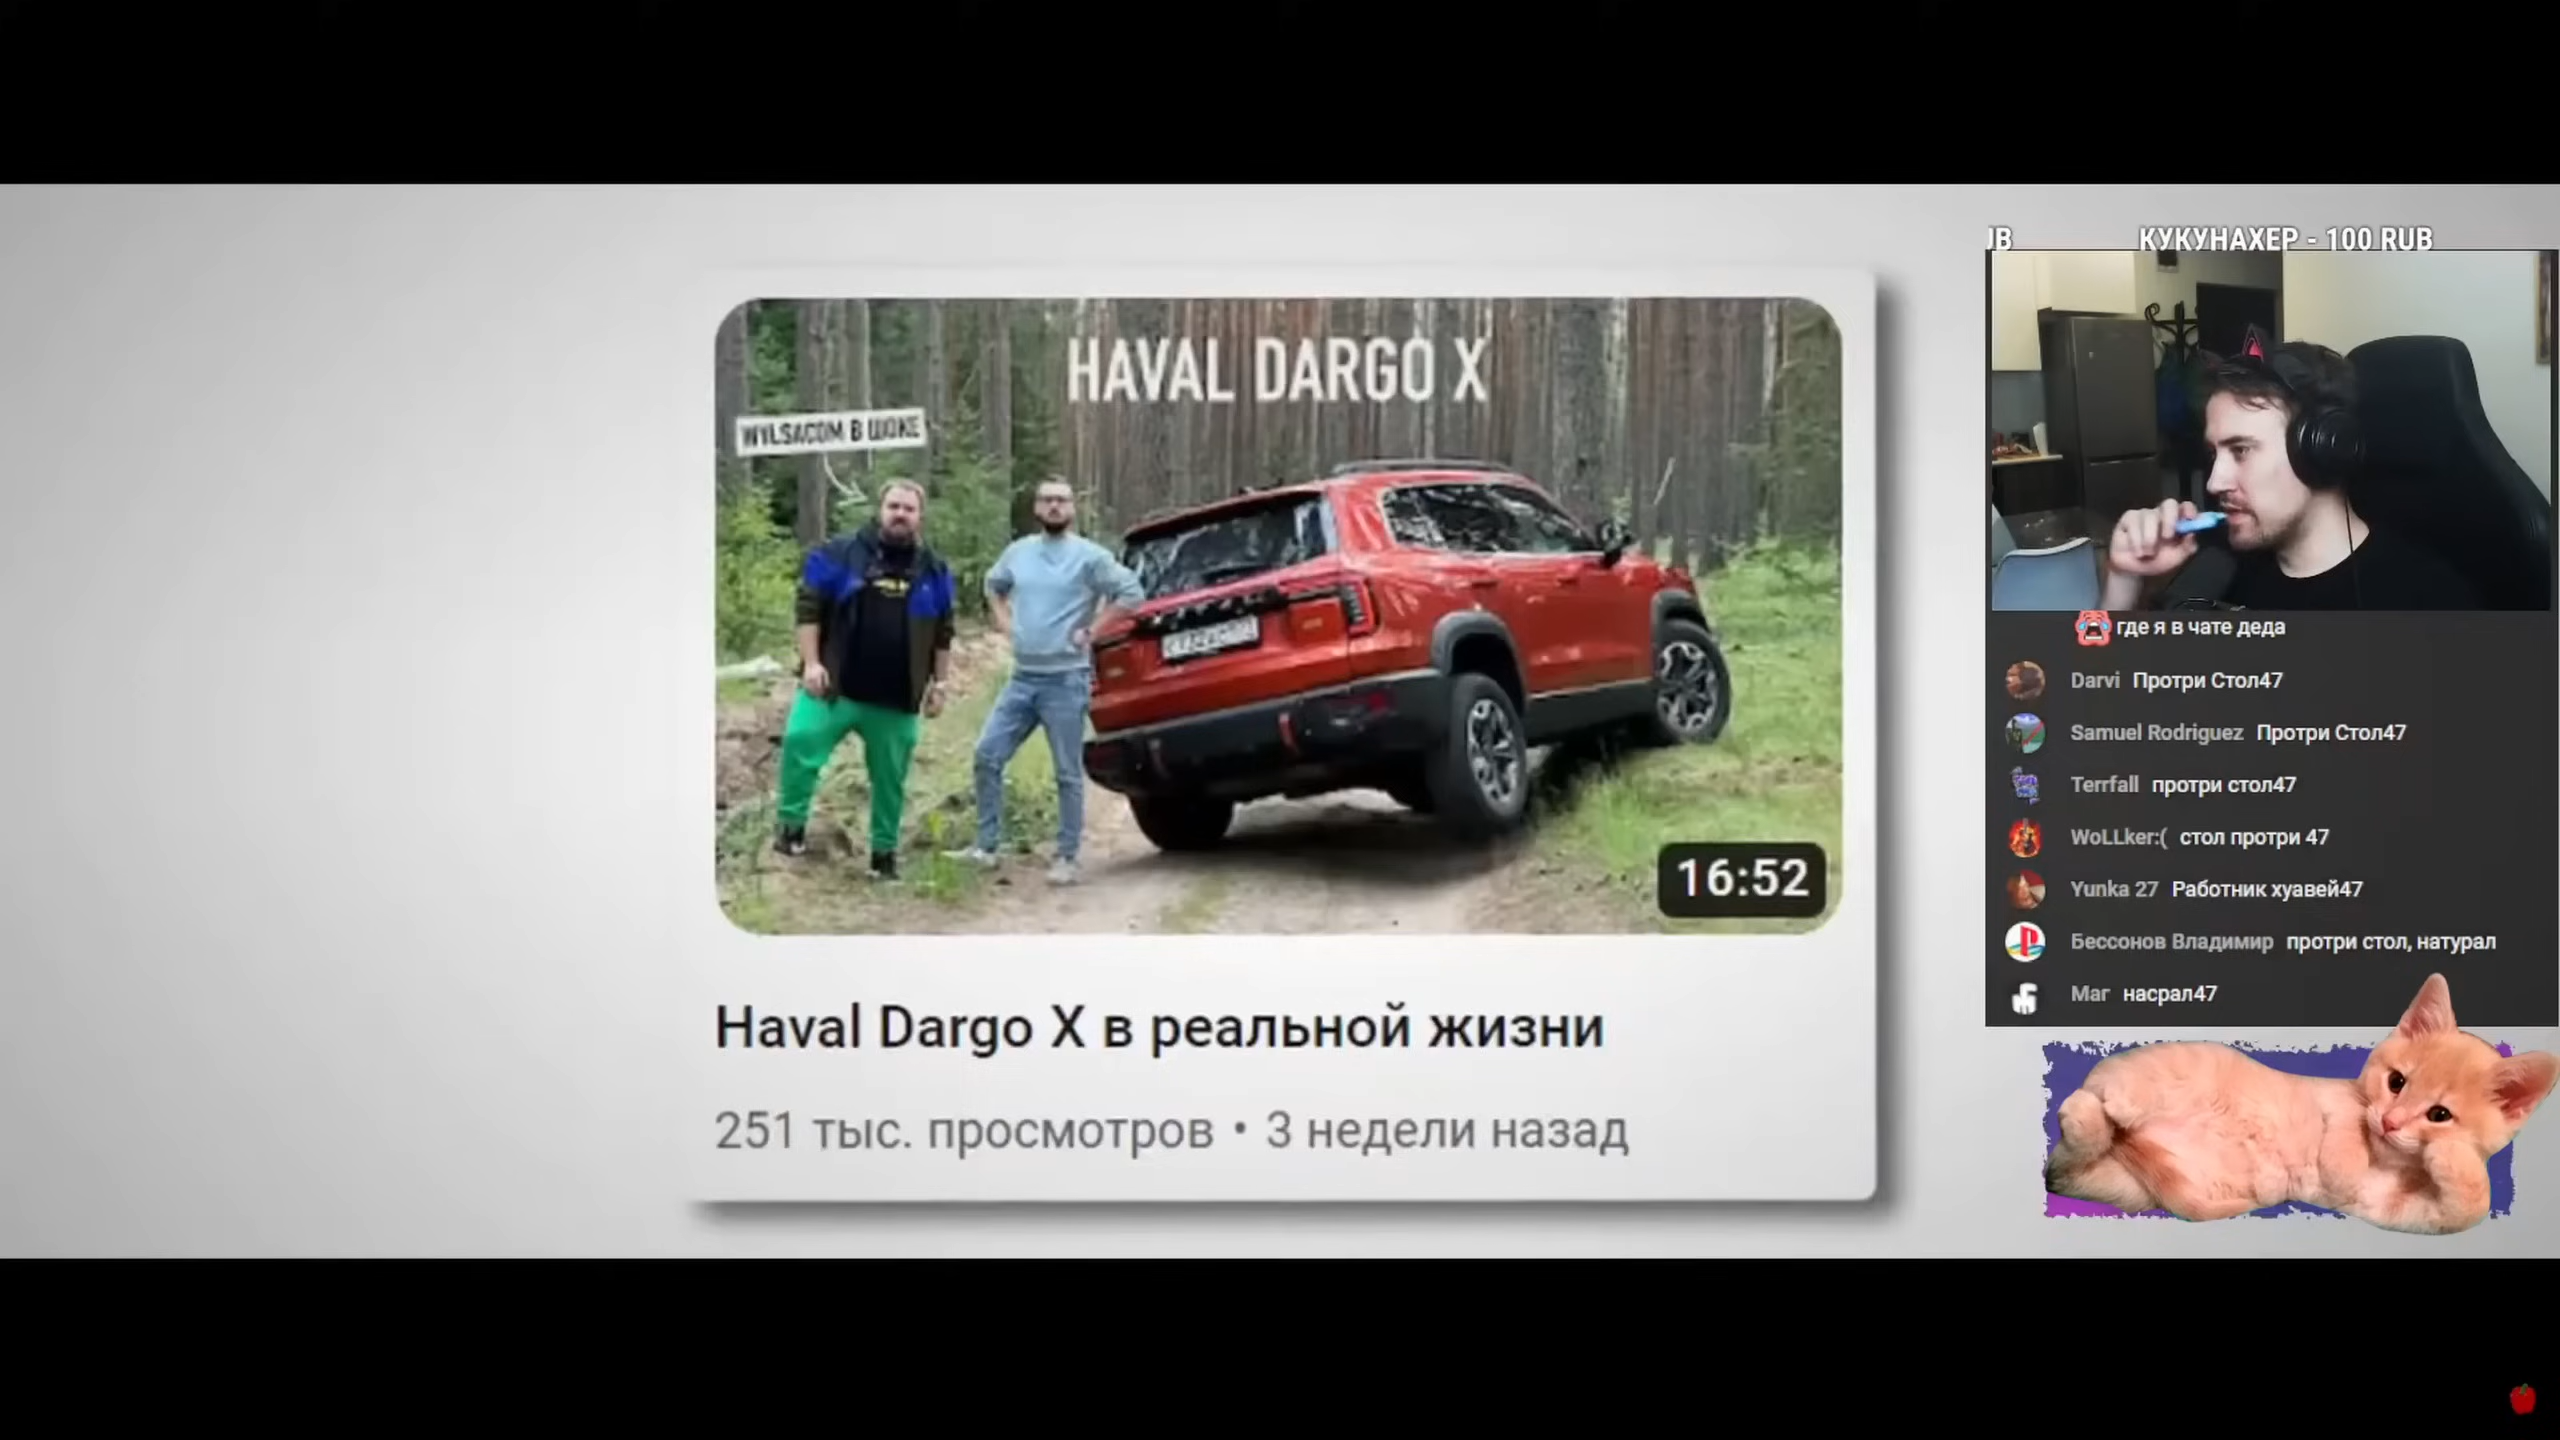 JB КУКУНАХЕР - 100 RUB
HAVAL DARGO X
WYLSACOM В ШОКЕ
16:52
Haval Dargo X в реальной жизни
251 тыс. просмотров • 3 недели назад
где я в чате деда
Darvi Протри Стол47
Samuel Rodriguez Протри Стол47
Terrfall протри стол47
WoLLker:( стол протри 47
Yunka 27 Работник хуавей47
Бессонов Владимир протри стол, натурал
Маг насрал47